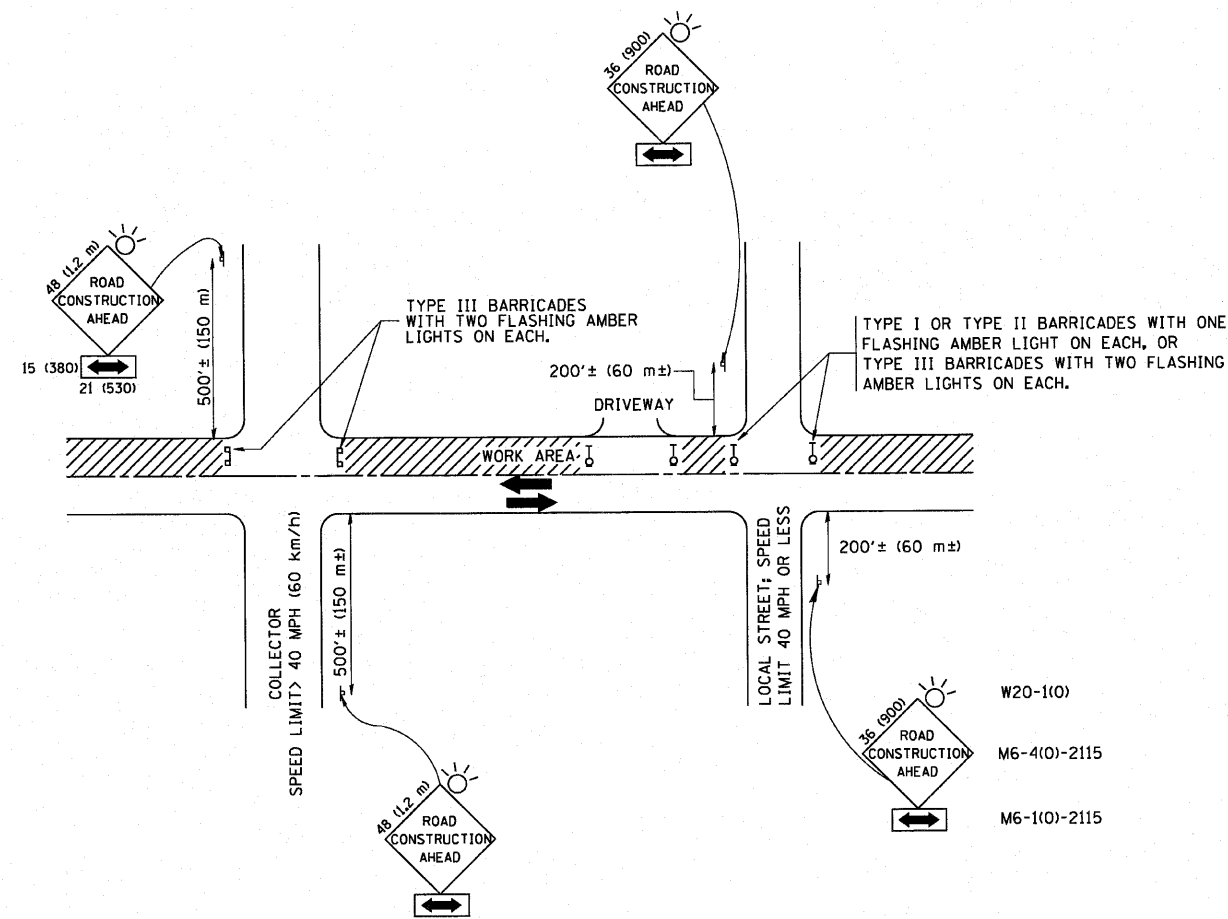 36 (900)
ROAD
CONSTRUCTION
AHEAD
48 (1.2 m)
ROAD
CONSTRUCTION
AHEAD
15 (380)
21 (530)
500'± (150 m)
TYPE III BARRICADES
WITH TWO FLASHING AMBER
LIGHTS ON EACH.
200'± (60 m±)
DRIVEWAY
TYPE I OR TYPE II BARRICADES WITH ONE
FLASHING AMBER LIGHT ON EACH, OR
TYPE III BARRICADES WITH TWO FLASHING
AMBER LIGHTS ON EACH.
WORK AREA
COLLECTOR
SPEED LIMIT> 40 MPH (60 km/h)
500'± (150 m±)
LOCAL STREET; SPEED
LIMIT 40 MPH OR LESS
200'± (60 m±)
48 (1.2 m)
ROAD
CONSTRUCTION
AHEAD
36 (900)
ROAD
CONSTRUCTION
AHEAD
W20-1(O)
M6-4(O)-2115
M6-1(O)-2115